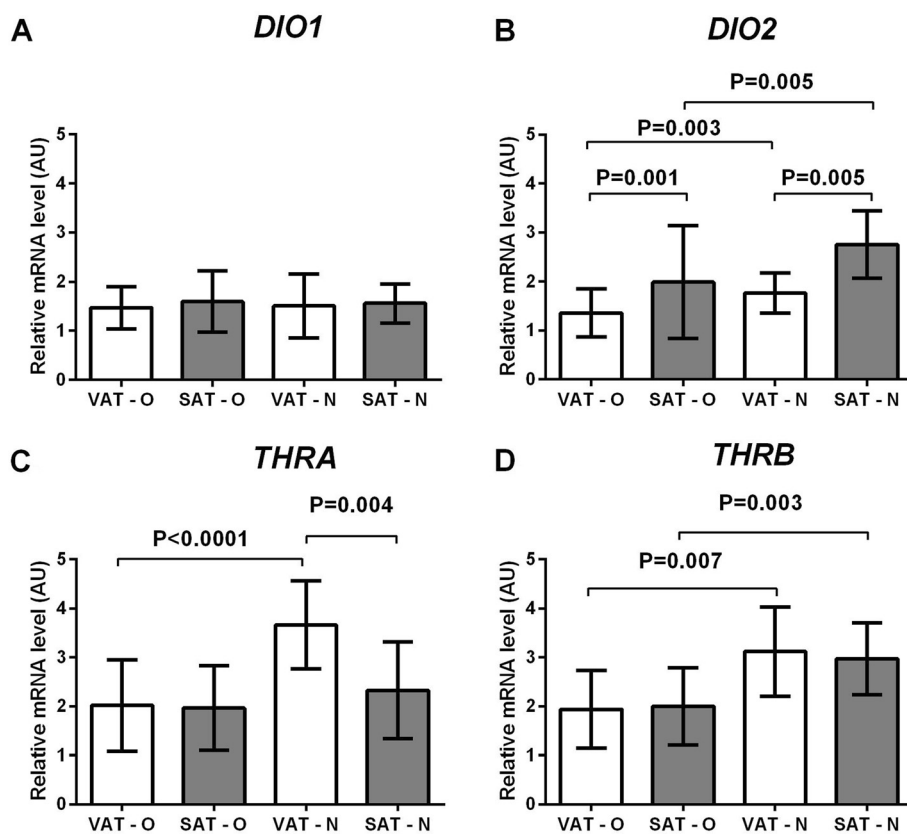 A
DIO1
Relative mRNA level (AU)
5
4
3
2
1
0
VAT - O SAT - O VAT - N SAT - N
B
DIO2
P=0.005
P=0.003
P=0.001 P=0.005
Relative mRNA level (AU)
5
4
3
2
1
0
VAT - O SAT - O VAT - N SAT - N
C
THRA
P=0.004
P<0.0001
Relative mRNA level (AU)
5
4
3
2
1
0
VAT - O SAT - O VAT - N SAT - N
D
THRB
P=0.003
P=0.007
Relative mRNA level (AU)
5
4
3
2
1
0
VAT - O SAT - O VAT - N SAT - N